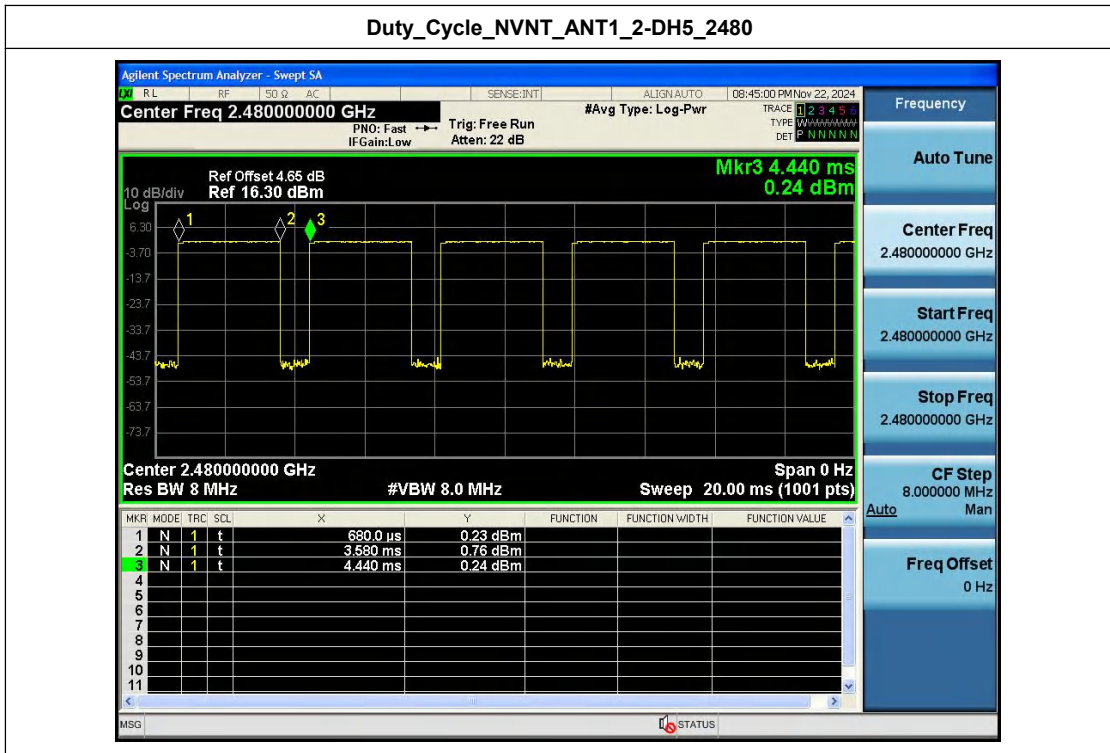 Duty_Cycle_NVNT_ANT1_2-DH5_2480
Agilent Spectrum Analyzer - Swept SA
LXI RL RF 50 Ω AC SENSE:INT ALIGN AUTO 08:45:00 PM Nov 22, 2024
Center Freq 2.480000000 GHz
PNO: Fast
IFGain:Low
Trig: Free Run
Atten: 22 dB
#Avg Type: Log-Pwr
TRACE 1 2 3 4 5 6
TYPE WWWWWWW
DET P N N N N N
Mkr3 4.440 ms
0.24 dBm
Ref Offset 4.65 dB
10 dB/div Ref 16.30 dBm
Log
6.30
-3.70
-13.7
-23.7
-33.7
-43.7
-53.7
-63.7
-73.7
1 2 3
Center 2.480000000 GHz Span 0 Hz
Res BW 8 MHz #VBW 8.0 MHz Sweep 20.00 ms (1001 pts)
MKR MODE TRC SCL X Y FUNCTION FUNCTION WIDTH FUNCTION VALUE
1 N 1 t 680.0 µs 0.23 dBm
2 N 1 t 3.580 ms 0.76 dBm
3 N 1 t 4.440 ms 0.24 dBm
4
5
6
7
8
9
10
11
MSG STATUS
Frequency
Auto Tune
Center Freq
2.480000000 GHz
Start Freq
2.480000000 GHz
Stop Freq
2.480000000 GHz
CF Step
8.000000 MHz
Auto Man
Freq Offset
0 Hz